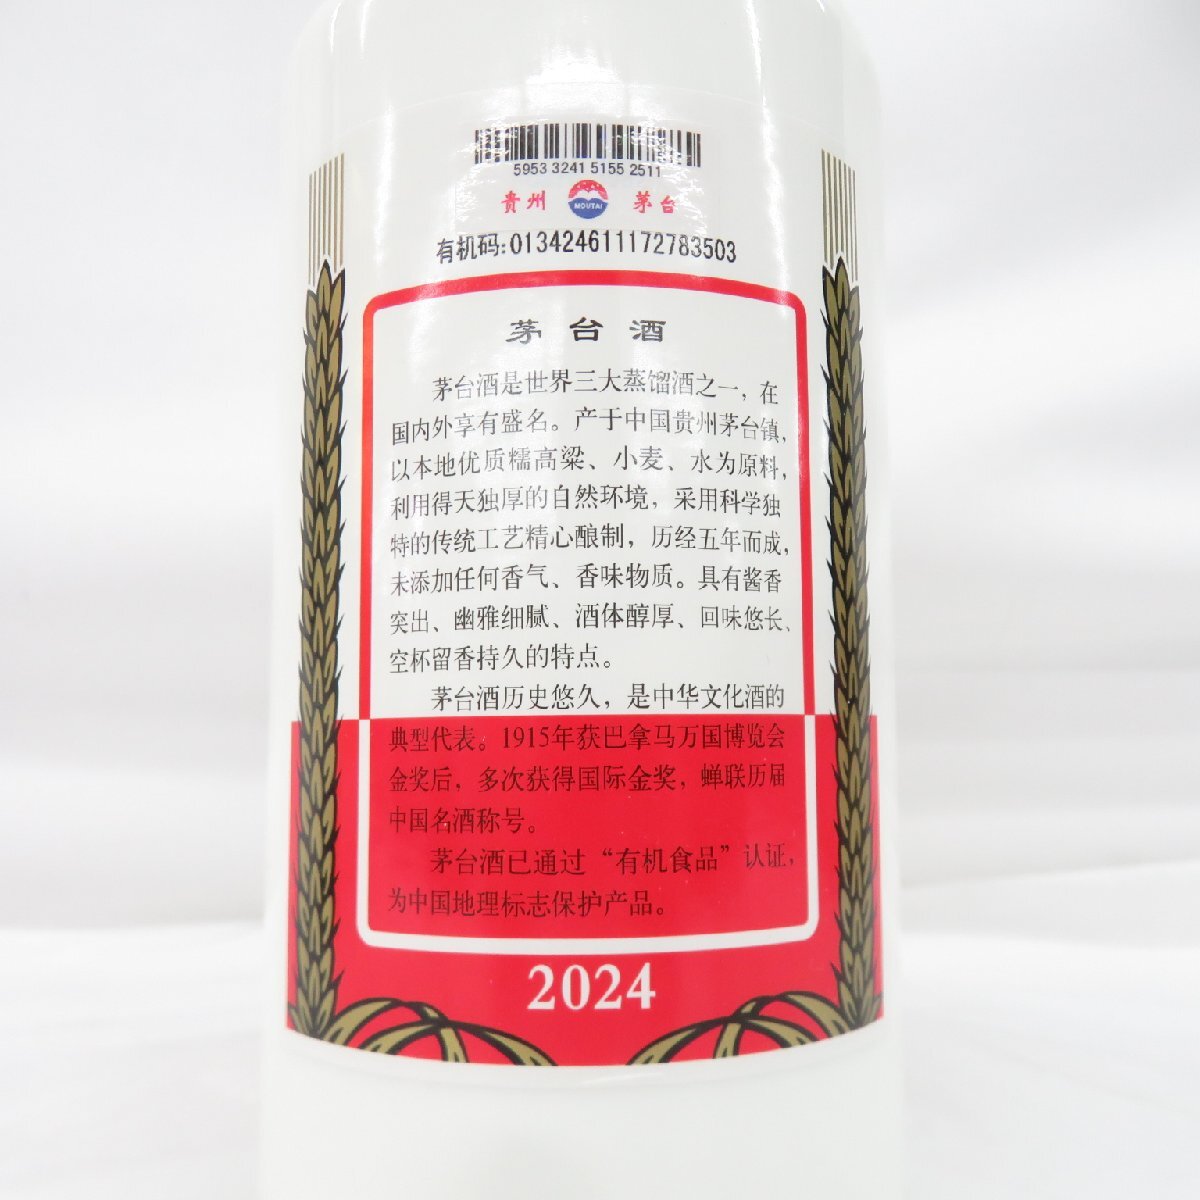 5953 3241 5155 2511
贵州 MOUTAI 茅台
有机码:013424611172783503
茅台酒
茅台酒是世界三大蒸馏酒之一，在
国内外享有盛名。产于中国贵州茅台镇，
以本地优质糯高粱、小麦、水为原料，
利用得天独厚的自然环境，采用科学独
特的传统工艺精心酿制，历经五年而成，
未添加任何香气、香味物质。具有酱香
突出、幽雅细腻、酒体醇厚、回味悠长、
空杯留香持久的特点。
茅台酒历史悠久，是中华文化酒的
典型代表。1915年获巴拿马万国博览会
金奖后，多次获得国际金奖，蝉联历届
中国名酒称号。
茅台酒已通过“有机食品”认证，
为中国地理标志保护产品。
2024